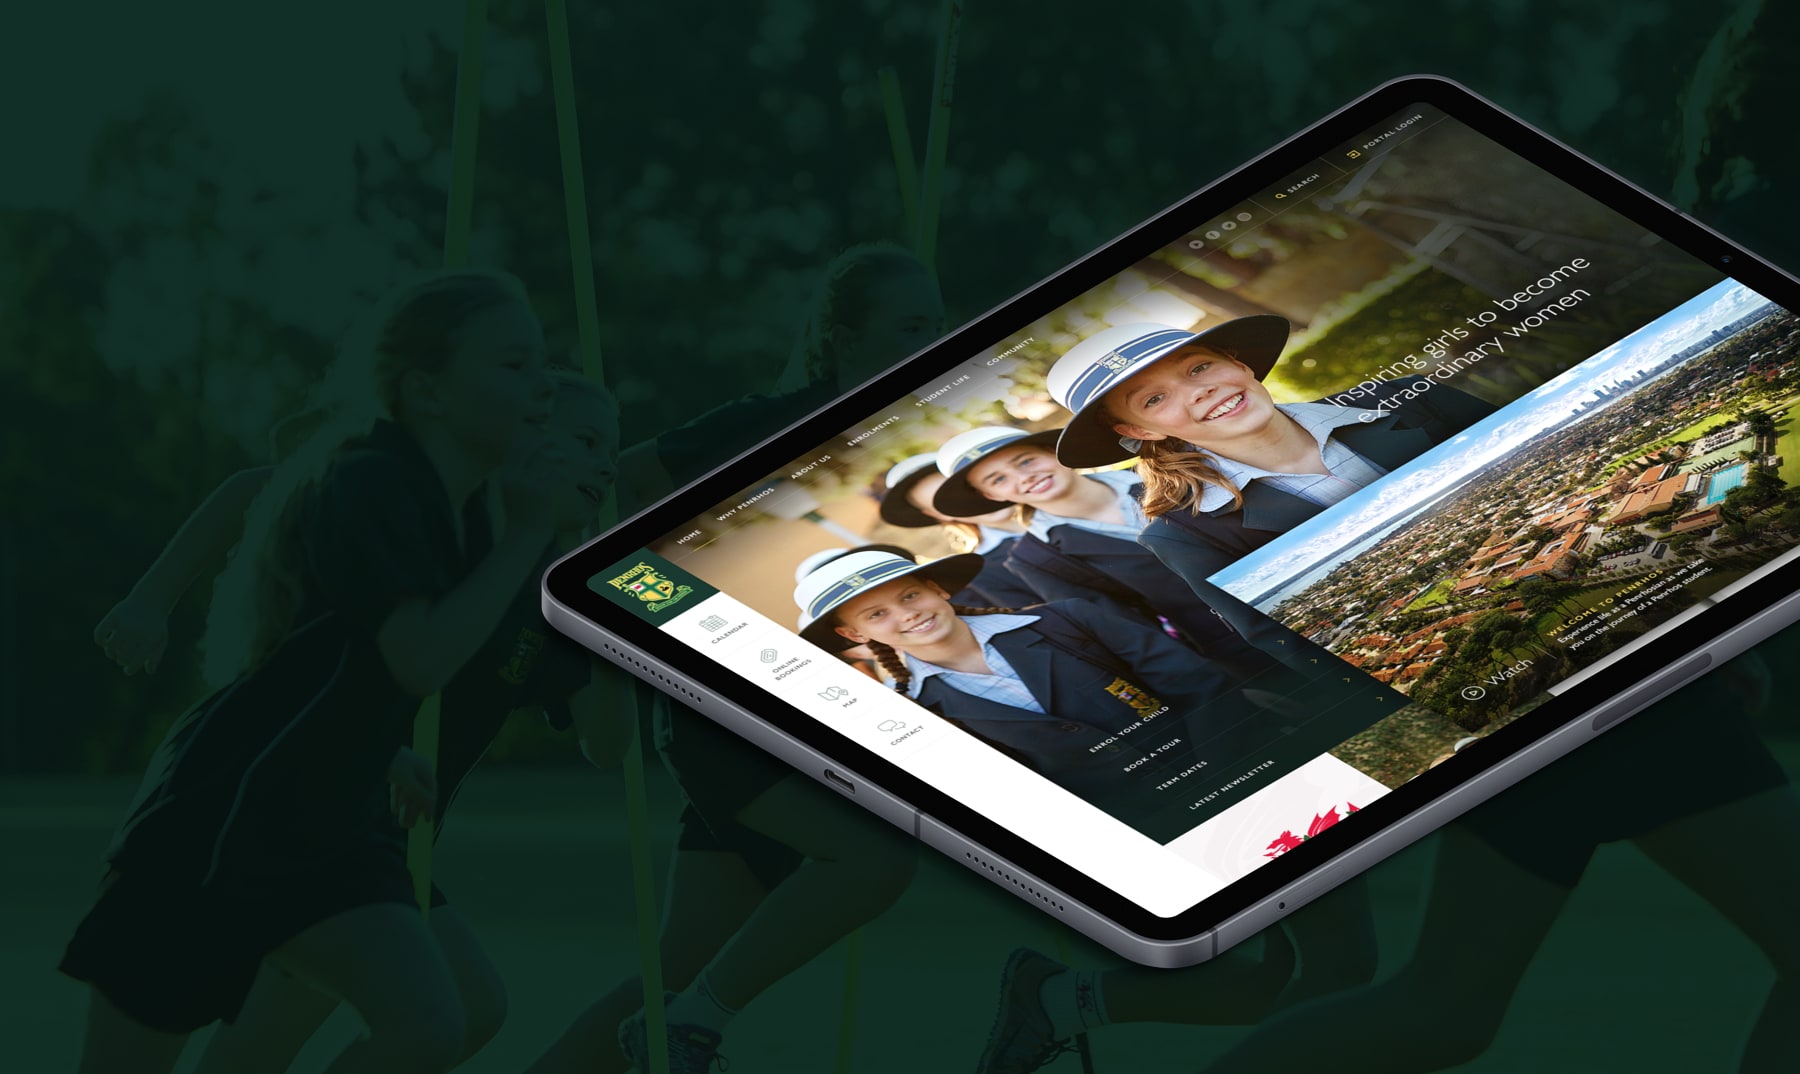 PORTAL LOGIN
SEARCH
HOME
WHY PENRHOS
ABOUT US
ENROLMENTS
STUDENT LIFE
COMMUNITY
Inspiring girls to become
extraordinary women
CALENDAR
ONLINE
BOOKINGS
MAP
CONTACT
ENROL YOUR CHILD
BOOK A TOUR
TERM DATES
LATEST NEWSLETTER
WELCOME TO PENRHOS
Experience life as a Penrhosian as we take
you on the journey of a Penrhos student.
Watch